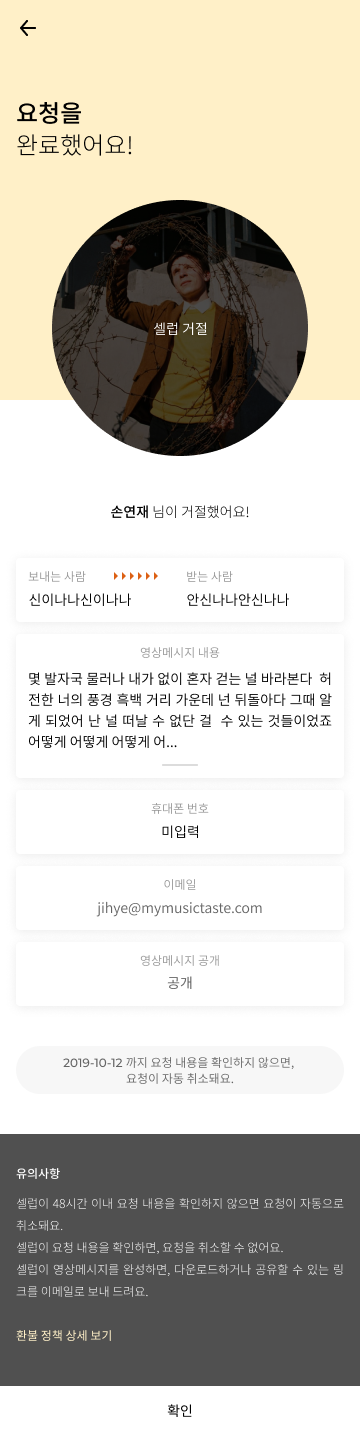 요청을
완료했어요!
셀럽 거절
손연재 님이 거절했어요!
보내는 사람 받는 사람
신이나나신이나나 안신나나안신나나
영상메시지 내용
몇 발자국 물러나 내가 없이 혼자 걷는 널 바라본다  허
전한 너의 풍경 흑백 거리 가운데 넌 뒤돌아다 그때 알
게 되었어 난 널 떠날 수 없단 걸  수 있는 것들이었죠
어떻게 어떻게 어떻게 어...
휴대폰 번호
미입력
이메일
jihye@mymusictaste.com
영상메시지 공개
공개
2019-10-12 까지 요청 내용을 확인하지 않으면,
요청이 자동 취소돼요.
유의사항
셀럽이 48시간 이내 요청 내용을 확인하지 않으면 요청이 자동으로
취소돼요.
셀럽이 요청 내용을 확인하면, 요청을 취소할 수 없어요.
셀럽이 영상메시지를 완성하면, 다운로드하거나 공유할 수 있는 링
크를 이메일로 보내 드려요.
환불 정책 상세 보기
확인